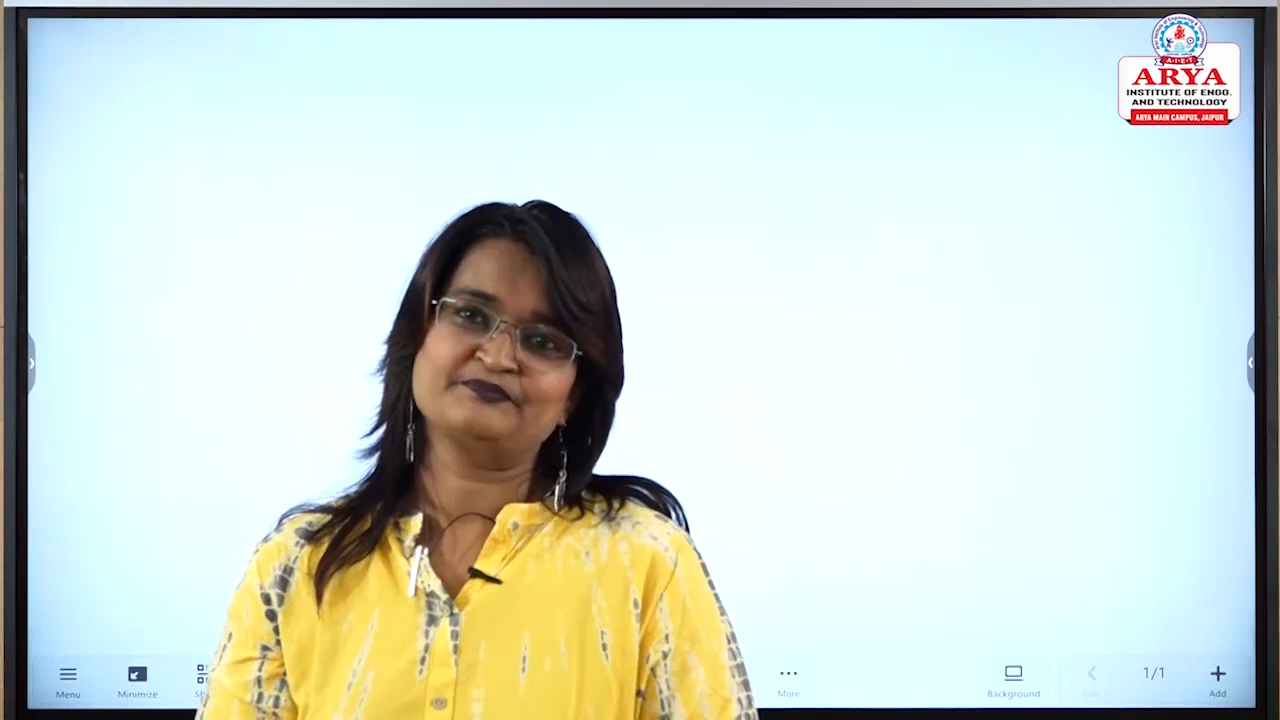 A·I·E·T
ARYA
INSTITUTE OF ENGG.
AND TECHNOLOGY
ARYA MAIN CAMPUS, JAIPUR
Menu
Minimize
More
Background
1/1
Add